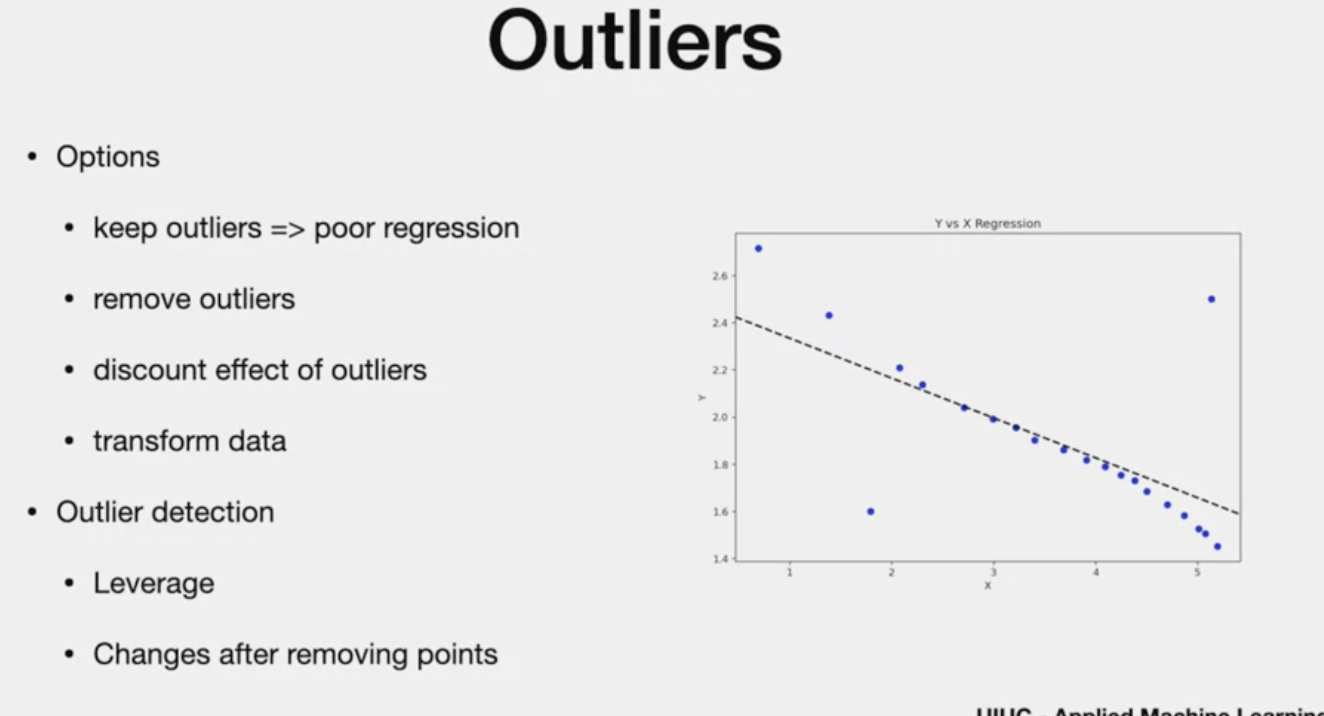 Outliers
• Options
• keep outliers => poor regression
• remove outliers
• discount effect of outliers
• transform data
• Outlier detection
• Leverage
• Changes after removing points
Y vs X Regression
2.6
2.4
2.2
2.0
1.8
1.6
1.4
Y
1 2 3 4 5
X
UIUC - Applied Machine Learning